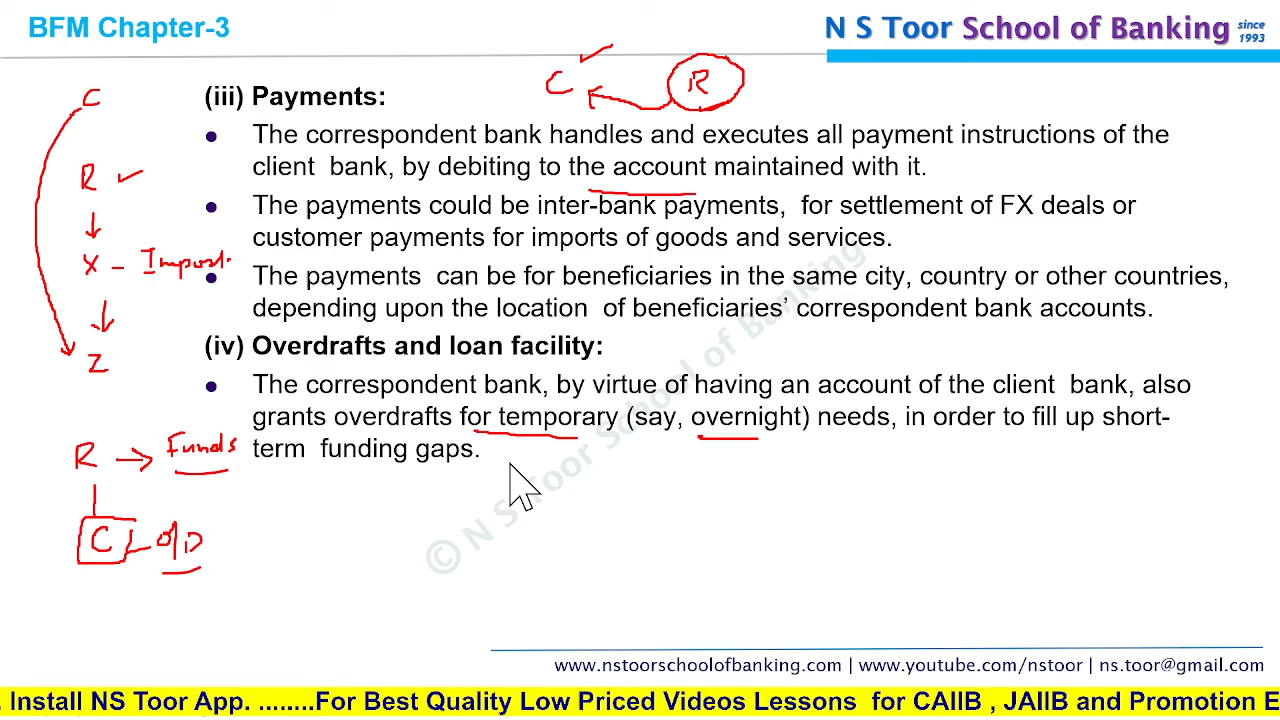 BFM Chapter-3
N S Toor School of Banking since 1993
C
R
C
(iii) Payments:
The correspondent bank handles and executes all payment instructions of the
client bank, by debiting to the account maintained with it.
R
The payments could be inter-bank payments, for settlement of FX deals or
customer payments for imports of goods and services.
X - Import.
The payments can be for beneficiaries in the same city, country or other countries,
depending upon the location of beneficiaries' correspondent bank accounts.
(iv) Overdrafts and loan facility:
Z
The correspondent bank, by virtue of having an account of the client bank, also
grants overdrafts for temporary (say, overnight) needs, in order to fill up short-
term funding gaps.
R → Funds
C O/D
© N S Toor School of Banking
www.nstoorschoolofbanking.com | www.youtube.com/nstoor | ns.toor@gmail.com
. Install NS Toor App. ........For Best Quality Low Priced Videos Lessons for CAIIB , JAIIB and Promotion E